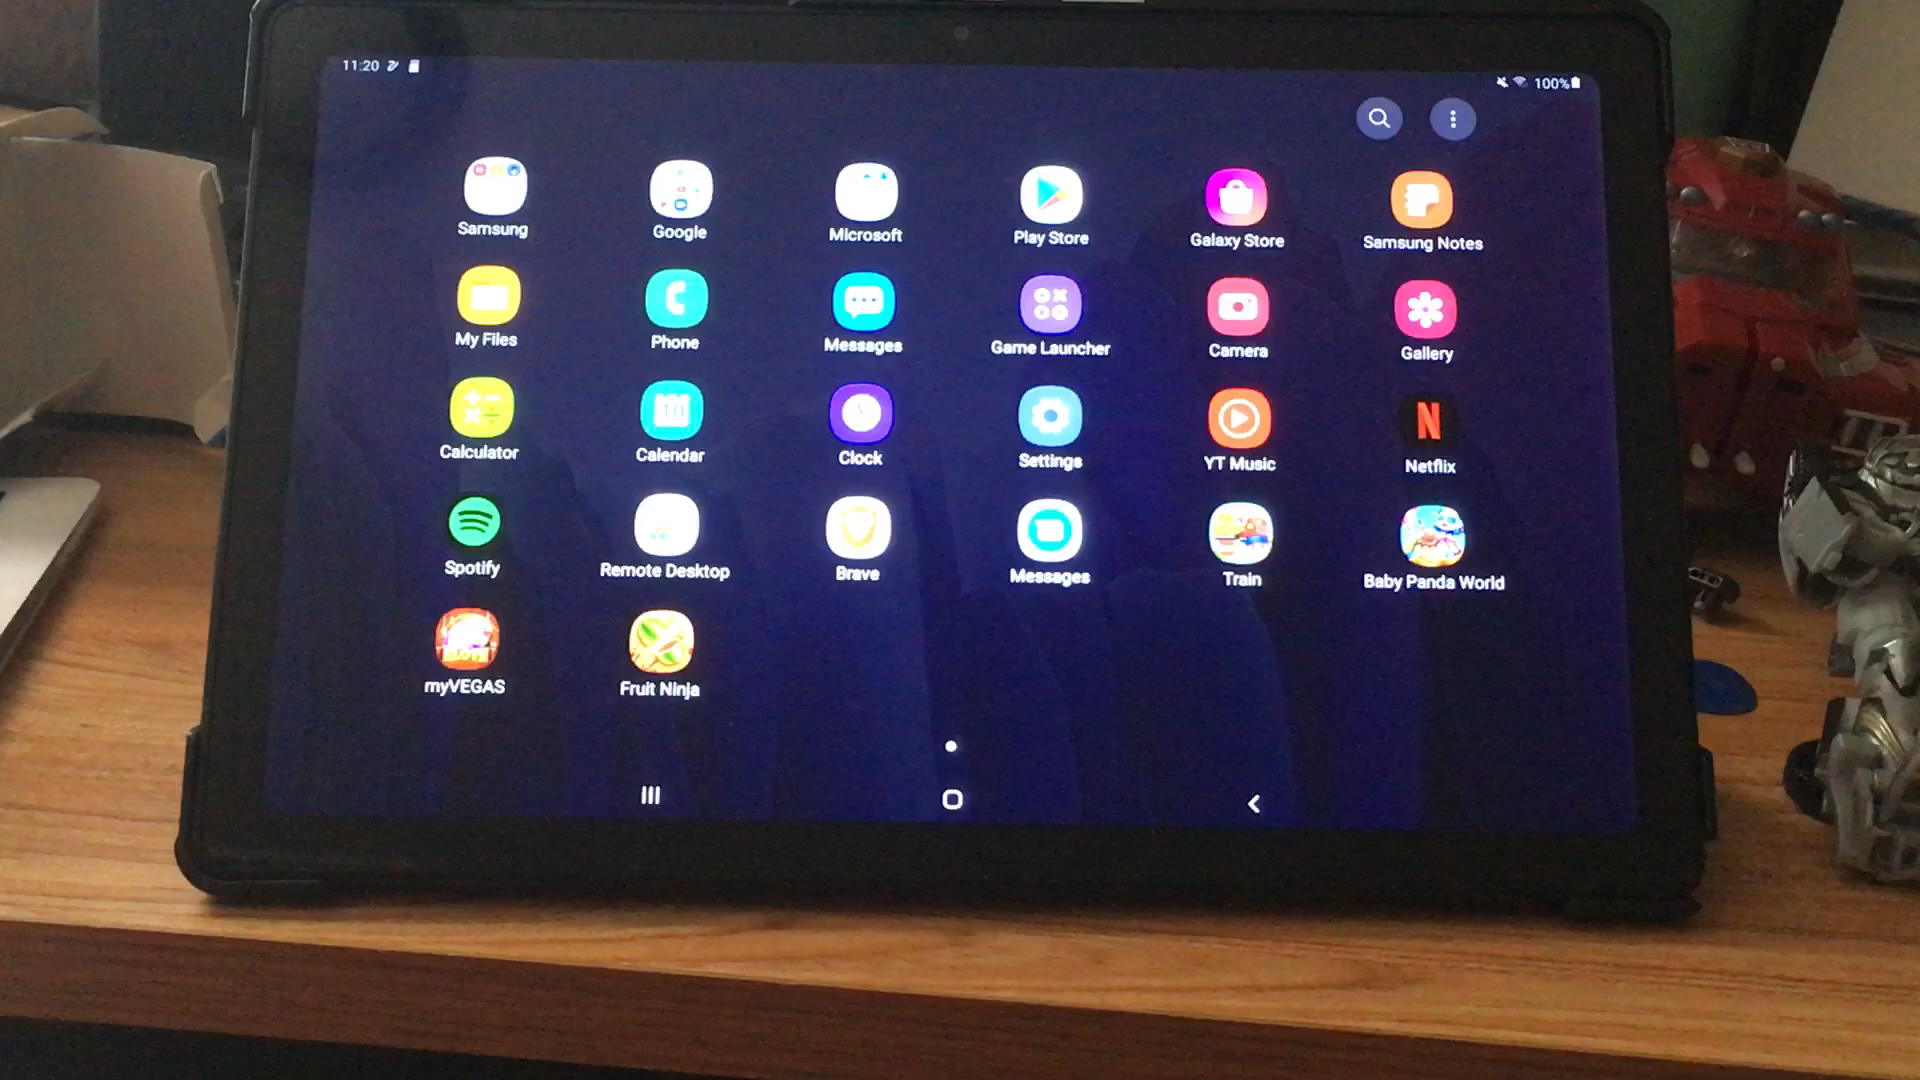 11:20
100%
Samsung
Google
Microsoft
Play Store
Galaxy Store
Samsung Notes
My Files
Phone
Messages
Game Launcher
Camera
Gallery
Calculator
Calendar
Clock
Settings
YT Music
Netflix
Spotify
Remote Desktop
Brave
Messages
Train
Baby Panda World
myVEGAS
Fruit Ninja